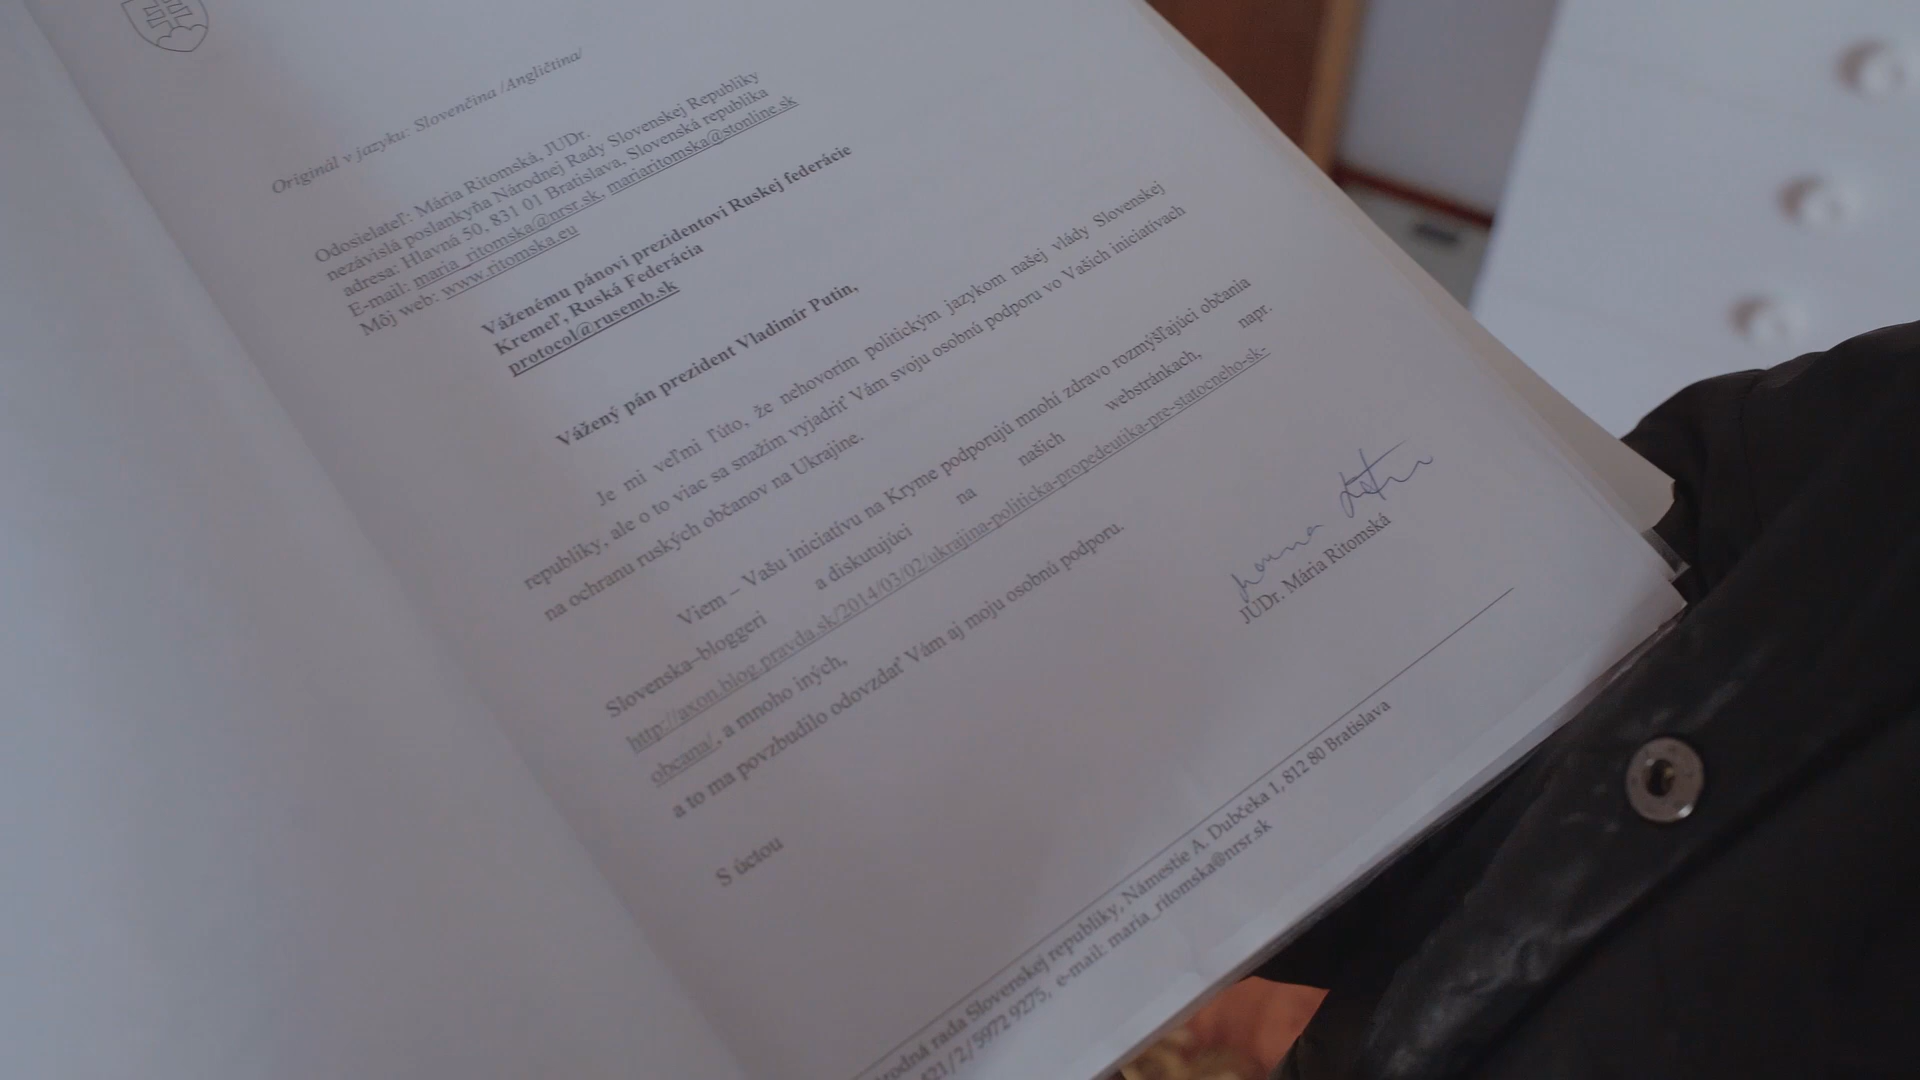 Originál v jazyku: Slovenčina /Angličtina/
Odosielateľ: Mária Ritomská, JUDr.
nezávislá poslankyňa Národnej Rady Slovenskej Republiky
adresa: Hlavná 50, 831 01 Bratislava, Slovenská republika
E-mail: maria_ritomska@nrsr.sk, mariaritomska@stonline.sk
Môj web: www.ritomska.eu
Váženému pánovi prezidentovi Ruskej federácie
Kremeľ, Ruská Federácia
protocol@rusemb.sk
Vážený pán prezident Vladimír Putin,
Je mi veľmi ľúto, že nehovorím politickým jazykom našej vlády Slovenskej
republiky, ale o to viac sa snažím vyjadriť Vám svoju osobnú podporu vo Vašich iniciatívach
na ochranu ruských občanov na Ukrajine.
Viem – Vašu iniciatívu na Kryme podporujú mnohí zdravo rozmýšľajúci občania
Slovenska–bloggeri a diskutujúci na našich webstránkach, napr.
http://axon.blog.pravda.sk/2014/03/02/ukrajina-politicka-propedeutika-pre-statocneho-sk-
obcana/, a mnoho iných,
a to ma povzbudilo odovzdať Vám aj moju osobnú podporu.
S úctou
JUDr. Mária Ritomská
rodná rada Slovenskej republiky, Námestie A. Dubčeka 1, 812 80 Bratislava
421/2/5972 9275, e-mail: maria_ritomska@nrsr.sk